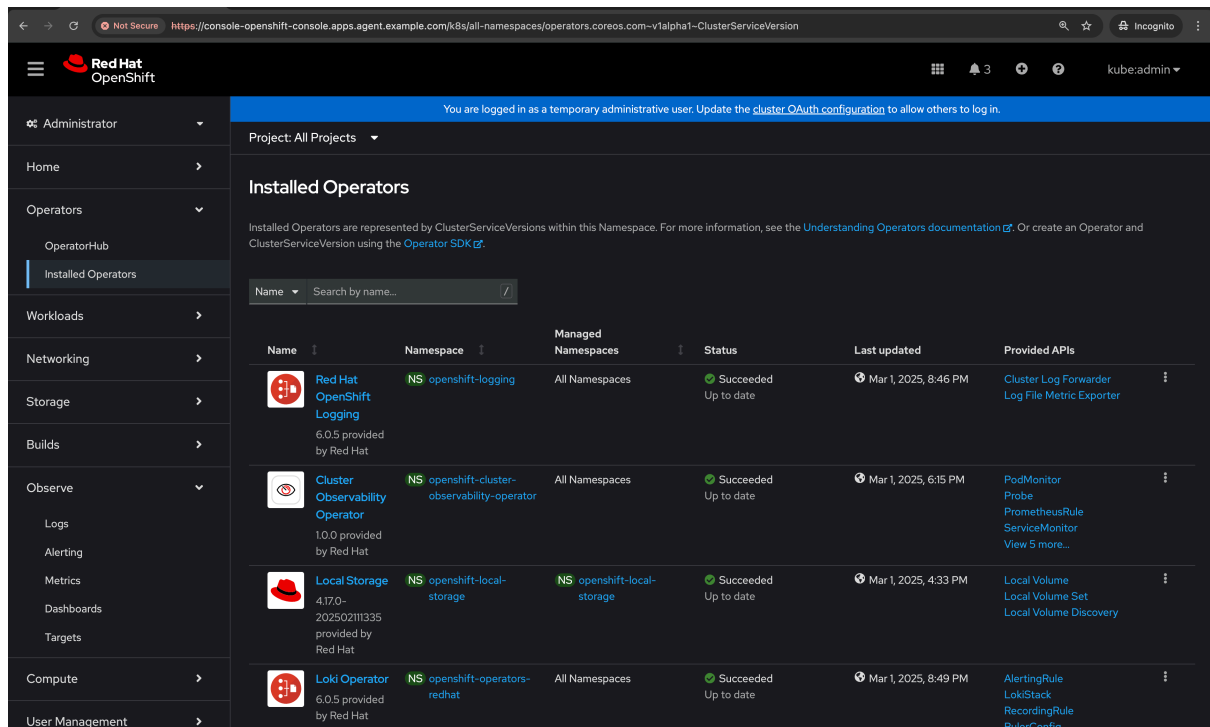 Not Secure https://console-openshift-console.apps.agent.example.com/k8s/all-namespaces/operators.coreos.com~v1alpha1~ClusterServiceVersion
Incognito
Red Hat
OpenShift
3
kube:admin
You are logged in as a temporary administrative user. Update the cluster OAuth configuration to allow others to log in.
Administrator
Home
Operators
OperatorHub
Installed Operators
Workloads
Networking
Storage
Builds
Observe
Logs
Alerting
Metrics
Dashboards
Targets
Compute
User Management
Project: All Projects
Installed Operators
Installed Operators are represented by ClusterServiceVersions within this Namespace. For more information, see the Understanding Operators documentation. Or create an Operator and
ClusterServiceVersion using the Operator SDK.
Name Search by name... /
Name Namespace Managed Namespaces Status Last updated Provided APIs
Red Hat
OpenShift
Logging
6.0.5 provided
by Red Hat
NS openshift-logging
All Namespaces
Succeeded
Up to date
Mar 1, 2025, 8:46 PM
Cluster Log Forwarder
Log File Metric Exporter
Cluster
Observability
Operator
1.0.0 provided
by Red Hat
NS openshift-cluster-
observability-operator
All Namespaces
Succeeded
Up to date
Mar 1, 2025, 6:15 PM
PodMonitor
Probe
PrometheusRule
ServiceMonitor
View 5 more...
Local Storage
4.17.0-
202502111335
provided by
Red Hat
NS openshift-local-
storage
NS openshift-local-
storage
Succeeded
Up to date
Mar 1, 2025, 4:33 PM
Local Volume
Local Volume Set
Local Volume Discovery
Loki Operator
6.0.5 provided
by Red Hat
NS openshift-operators-
redhat
All Namespaces
Succeeded
Up to date
Mar 1, 2025, 8:49 PM
AlertingRule
LokiStack
RecordingRule
RulerConfig